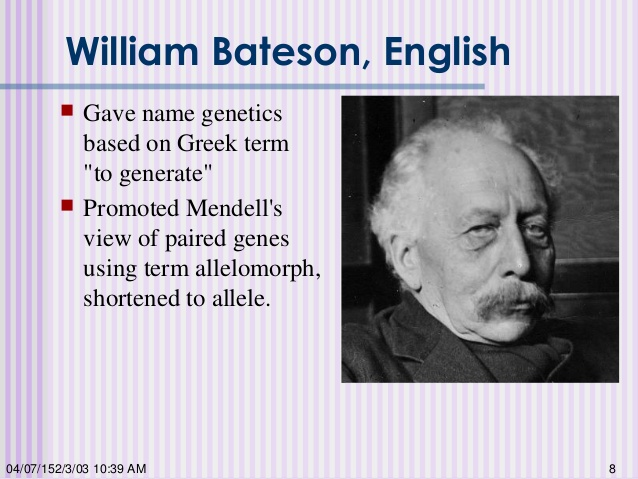 William Bateson, English
Gave name genetics
based on Greek term
"to generate"
Promoted Mendell's
view of paired genes
using term allelomorph,
shortened to allele.
04/07/152/3/03 10:39 AM
8